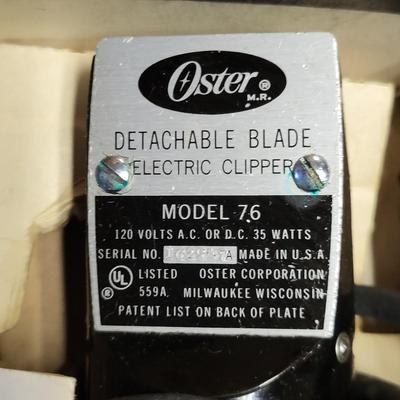 Oster®
M.R.
DETACHABLE BLADE
ELECTRIC CLIPPER
MODEL 76
120 VOLTS A.C. OR D.C. 35 WATTS
SERIAL NO. MADE IN U.S.A.
UL LISTED OSTER CORPORATION
® 559A. MILWAUKEE WISCONSIN
PATENT LIST ON BACK OF PLATE